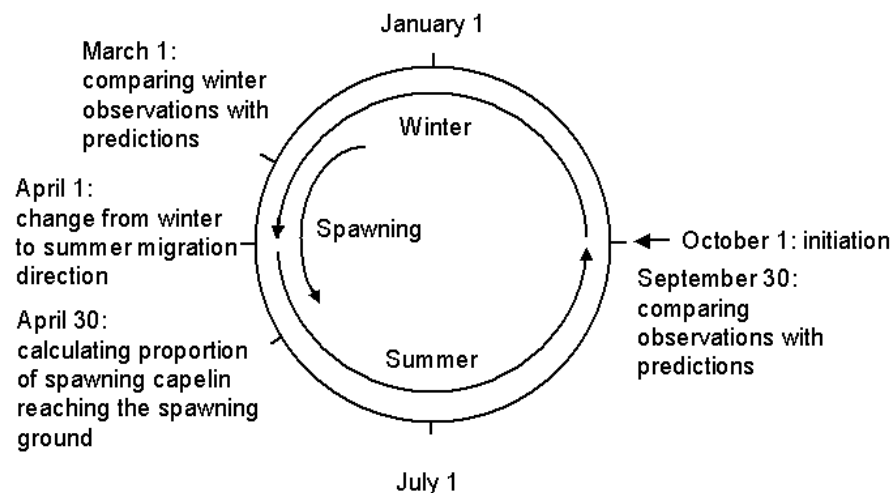 January 1
March 1:
comparing winter
observations with
predictions
Winter
April 1:
change from winter
to summer migration
direction
Spawning
October 1: initiation
September 30:
comparing
observations with
predictions
April 30:
calculating proportion
of spawning capelin
reaching the spawning
ground
Summer
July 1